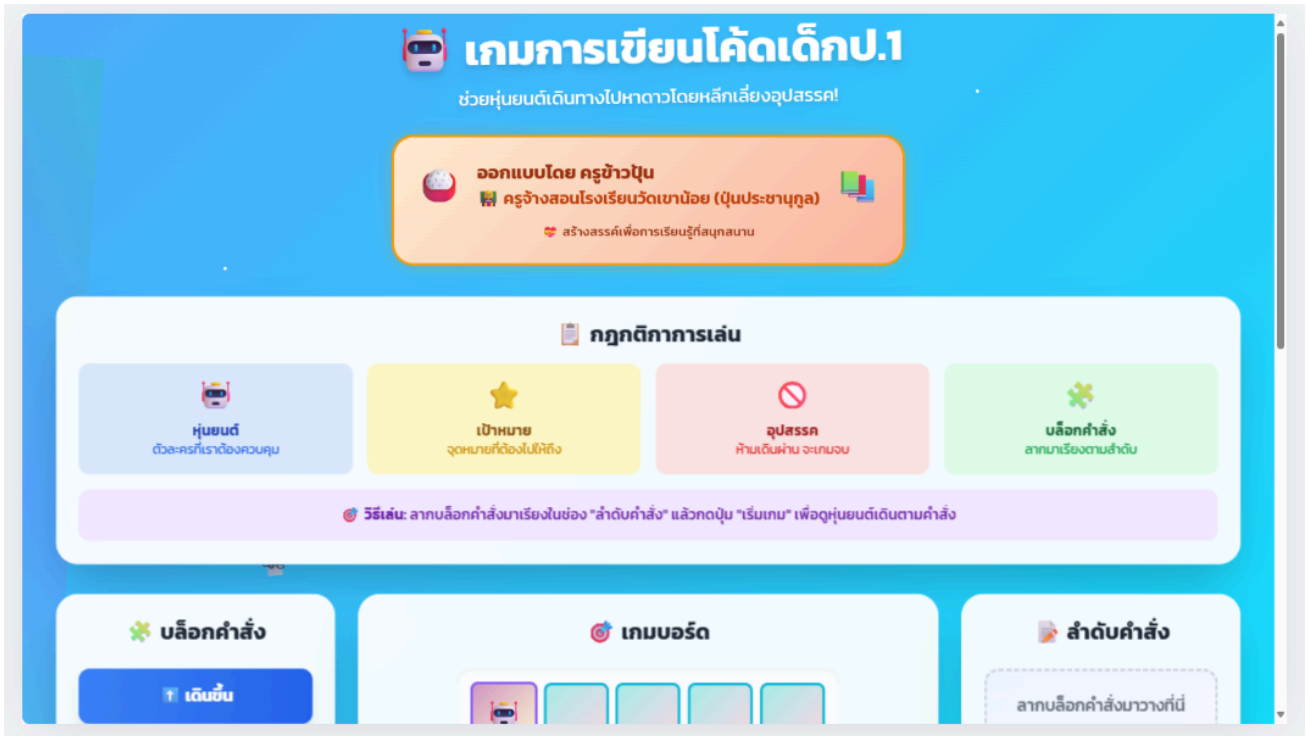 เกมการเขียนโค้ดเด็กป.1
ช่วยหุ่นยนต์เดินทางไปหาดาวโดยหลีกเลี่ยงอุปสรรค!
ออกแบบโดย ครูข้าวปุ้น
ครูจ้างสอนโรงเรียนวัดเขาน้อย (ปุ่นประชานุกูล)
สร้างสรรค์เพื่อการเรียนรู้ที่สนุกสนาน
กฎกติกาการเล่น
หุ่นยนต์
ตัวละครที่เราต้องควบคุม
เป้าหมาย
จุดหมายที่ต้องไปให้ถึง
อุปสรรค
ห้ามเดินผ่าน จะเกมจบ
บล็อกคำสั่ง
ลากมาเรียงตามลำดับ
วิธีเล่น: ลากบล็อกคำสั่งมาเรียงในช่อง "ลำดับคำสั่ง" แล้วกดปุ่ม "เริ่มเกม" เพื่อดูหุ่นยนต์เดินตามคำสั่ง
บล็อกคำสั่ง
เดินขึ้น
เกมบอร์ด
ลำดับคำสั่ง
ลากบล็อกคำสั่งมาวางที่นี่